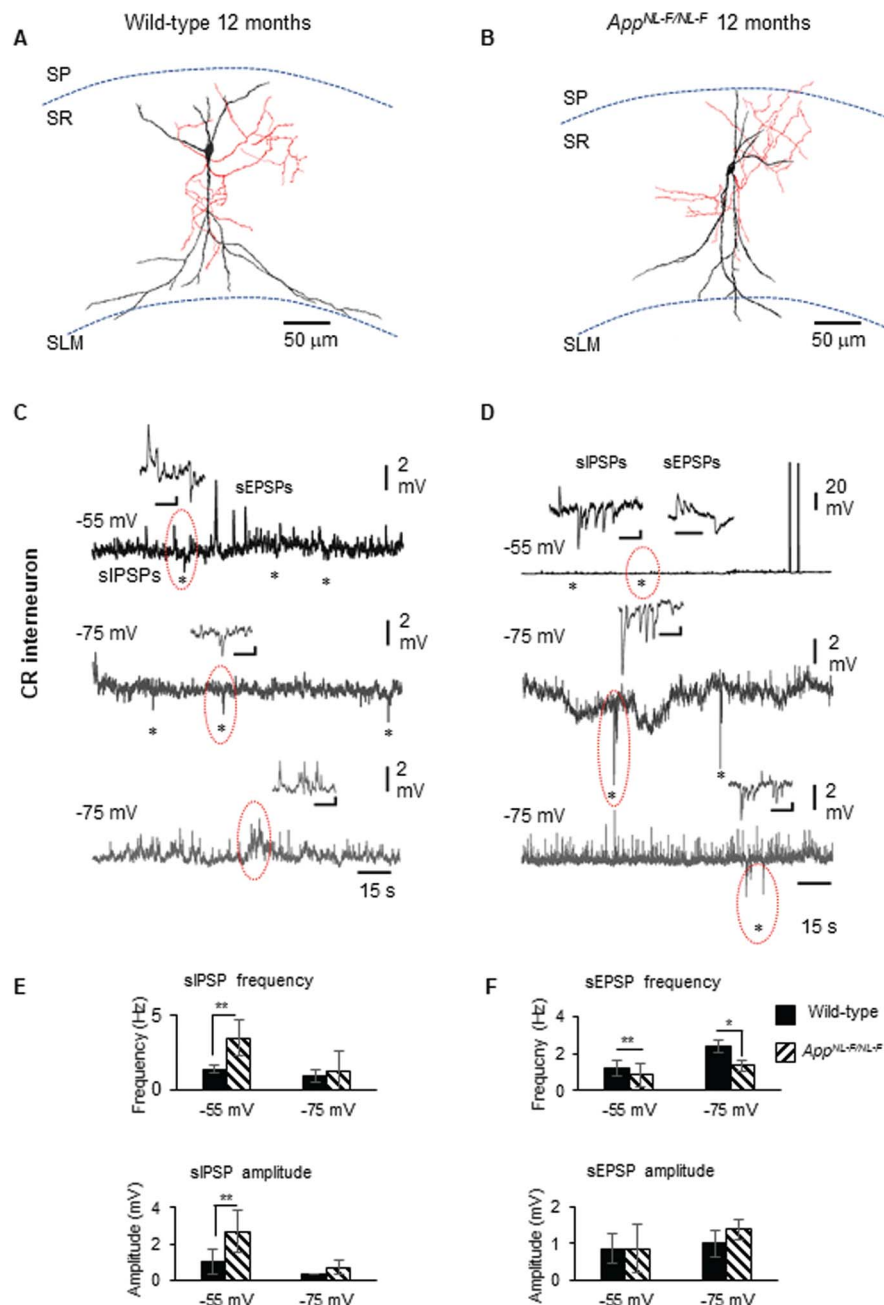 Wild-type 12 months
App^NL-F/NL-F 12 months
A
B
SP
SR
SLM
50 μm
SP
SR
SLM
50 μm
C
D
CR interneuron
sEPSPs
2
mV
-55 mV
sIPSPs
*
*
*
-75 mV
2
mV
*
*
*
-75 mV
2
mV
15 s
sIPSPs
sEPSPs
20
mV
-55 mV
*
*
-75 mV
2
mV
*
*
-75 mV
2
mV
*
15 s
E
sIPSP frequency
**
Frequency (Hz)
5
0
-55 mV
-75 mV
sIPSP amplitude
**
Amplitude (mV)
4
2
0
-55 mV
-75 mV
F
sEPSP frequency
**
*
Frequcny (Hz)
4
2
0
-55 mV
-75 mV
Wild-type
App^NL-F/NL-F
sEPSP amplitude
Amplitude (mV)
2
1
0
-55 mV
-75 mV